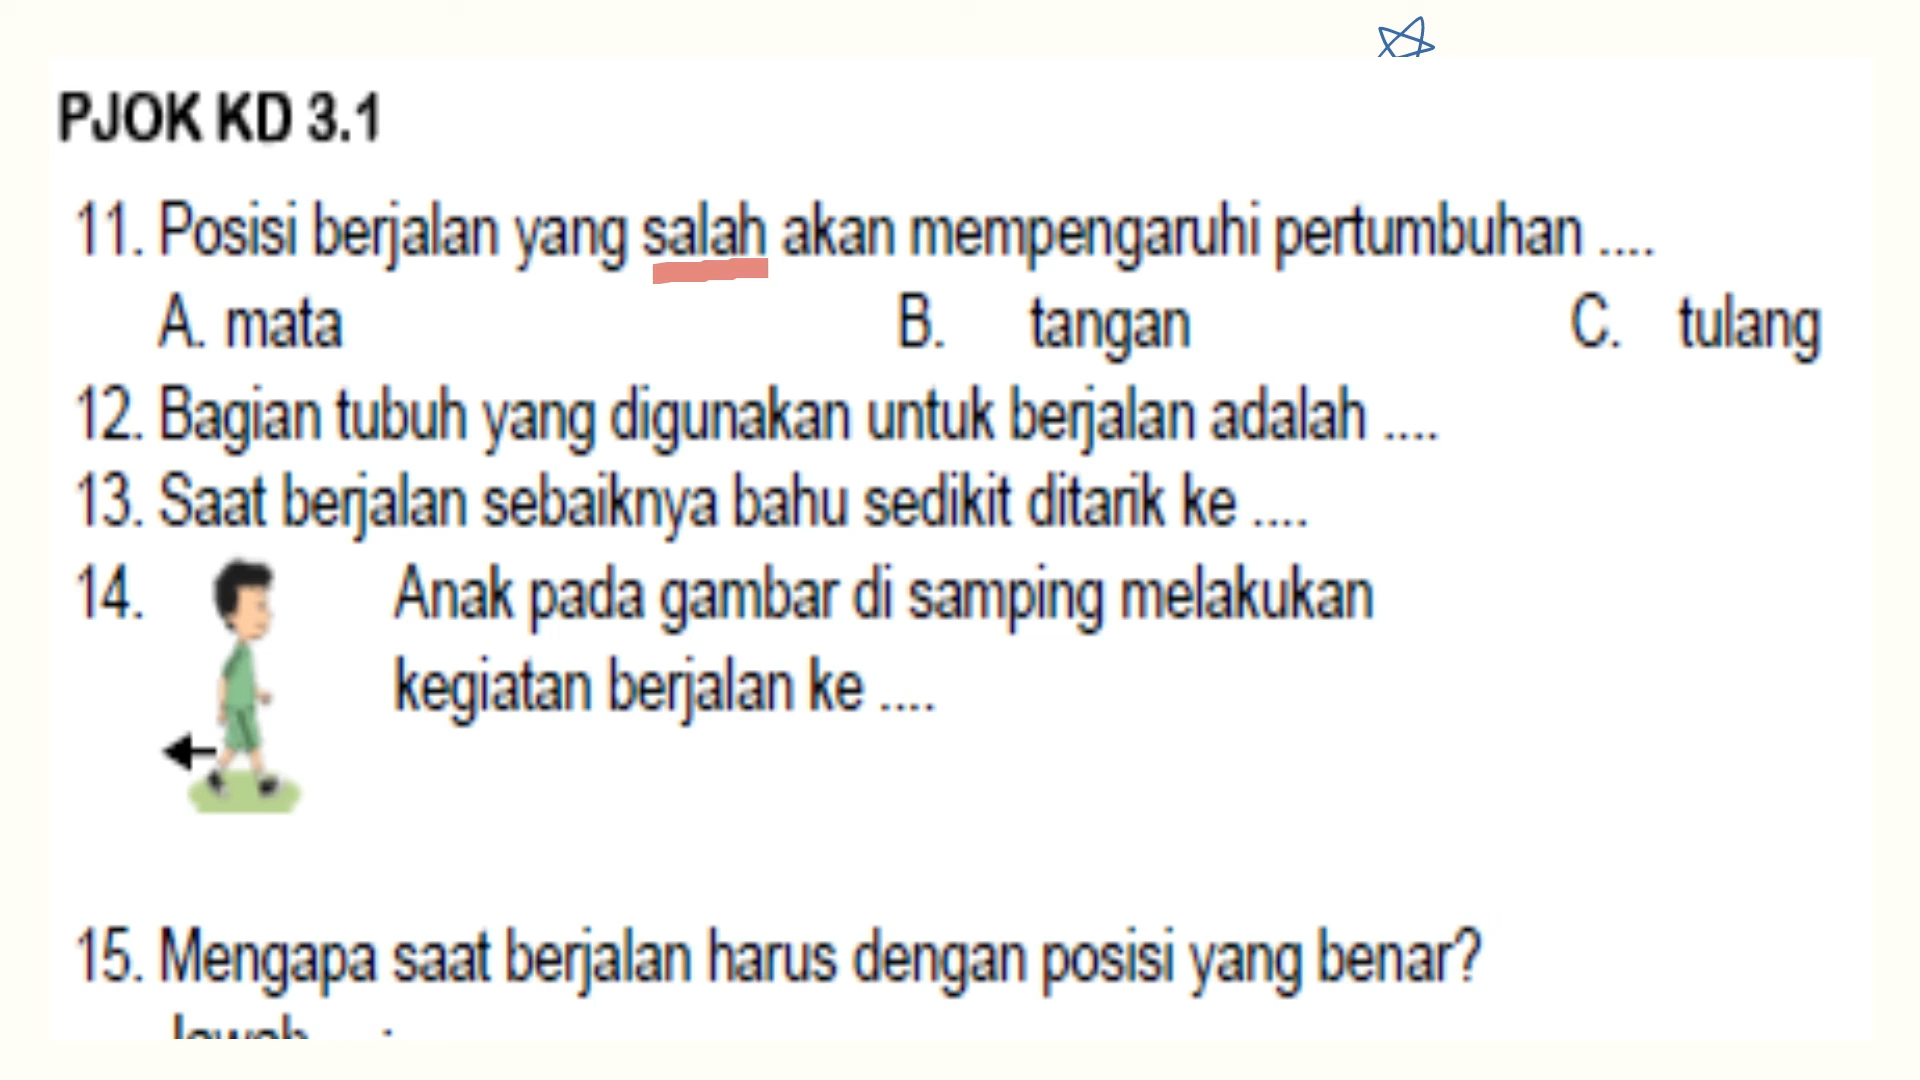 PJOK KD 3.1
11. Posisi berjalan yang salah akan mempengaruhi pertumbuhan ....
A. mata B. tangan C. tulang
12. Bagian tubuh yang digunakan untuk berjalan adalah ....
13. Saat berjalan sebaiknya bahu sedikit ditarik ke ....
14. Anak pada gambar di samping melakukan
kegiatan berjalan ke ....
15. Mengapa saat berjalan harus dengan posisi yang benar?